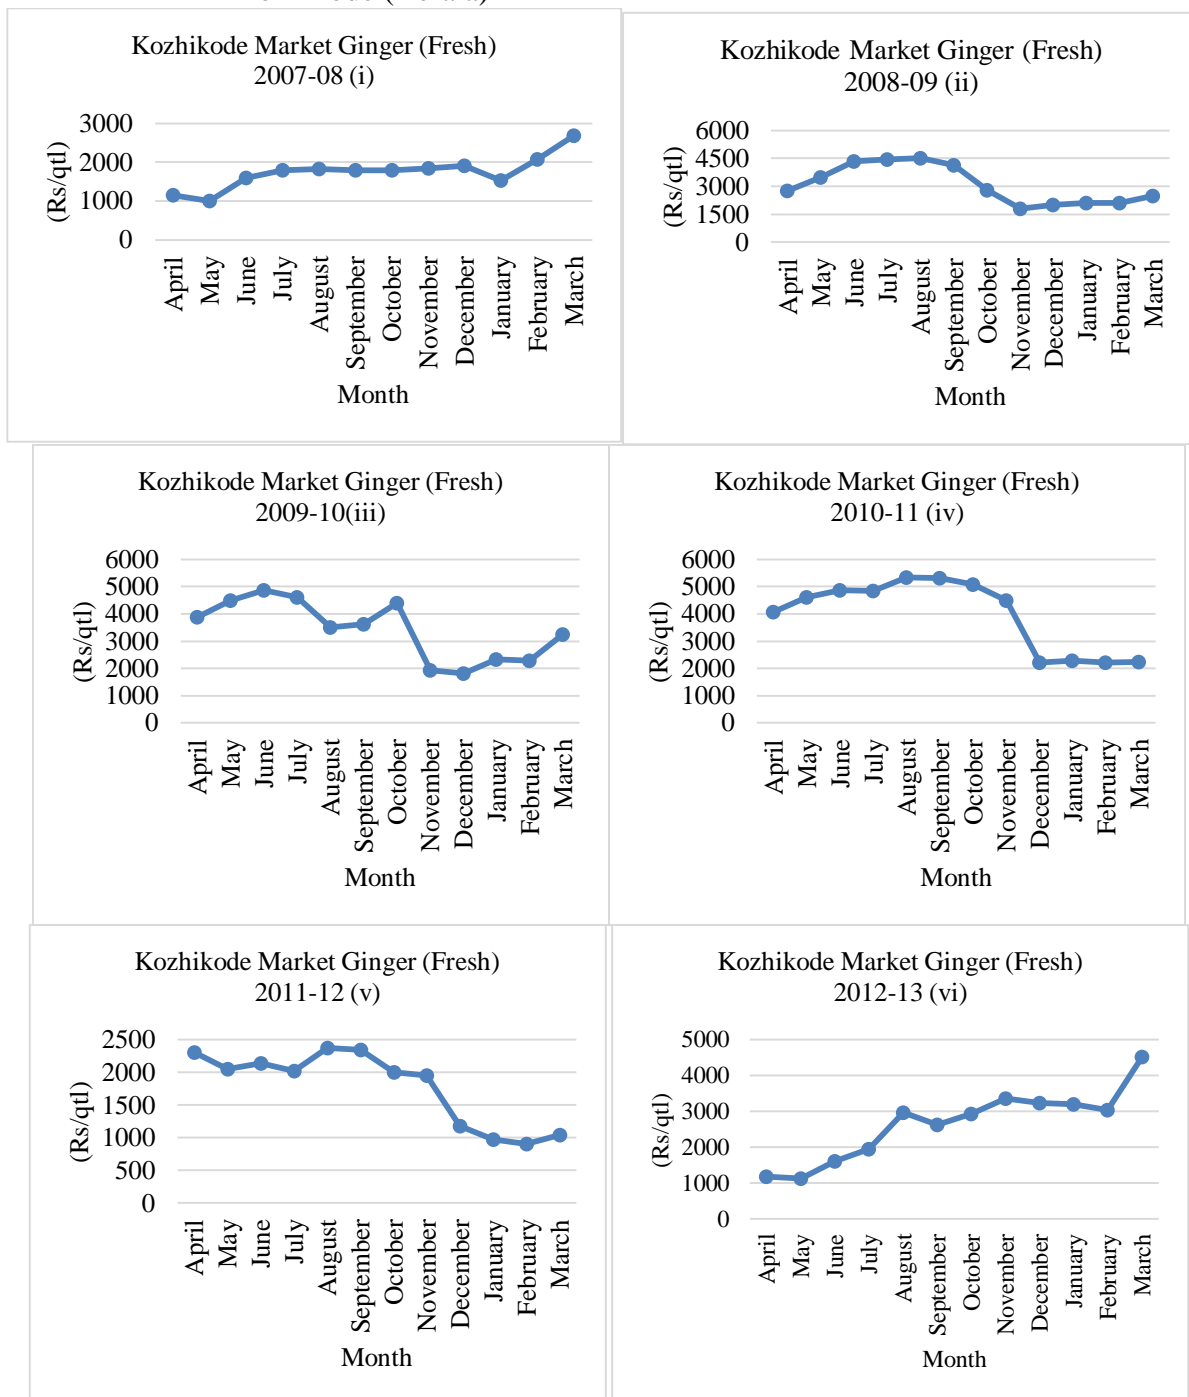 Kozhikode Market Ginger (Fresh)
2007-08 (i)
3000
2000
1000
0
(Rs/qtl)
April
May
June
July
August
September
October
November
December
January
February
March
Month
Kozhikode Market Ginger (Fresh)
2008-09 (ii)
6000
4500
3000
1500
0
(Rs/qtl)
April
May
June
July
August
September
October
November
December
January
February
March
Month
Kozhikode Market Ginger (Fresh)
2009-10(iii)
6000
5000
4000
3000
2000
1000
0
(Rs/qtl)
April
May
June
July
August
September
October
November
December
January
February
March
Month
Kozhikode Market Ginger (Fresh)
2010-11 (iv)
6000
5000
4000
3000
2000
1000
0
(Rs/qtl)
April
May
June
July
August
September
October
November
December
January
February
March
Month
Kozhikode Market Ginger (Fresh)
2011-12 (v)
2500
2000
1500
1000
500
0
(Rs/qtl)
April
May
June
July
August
September
October
November
December
January
February
March
Month
Kozhikode Market Ginger (Fresh)
2012-13 (vi)
5000
4000
3000
2000
1000
0
(Rs/qtl)
April
May
June
July
August
September
October
November
December
January
February
March
Month